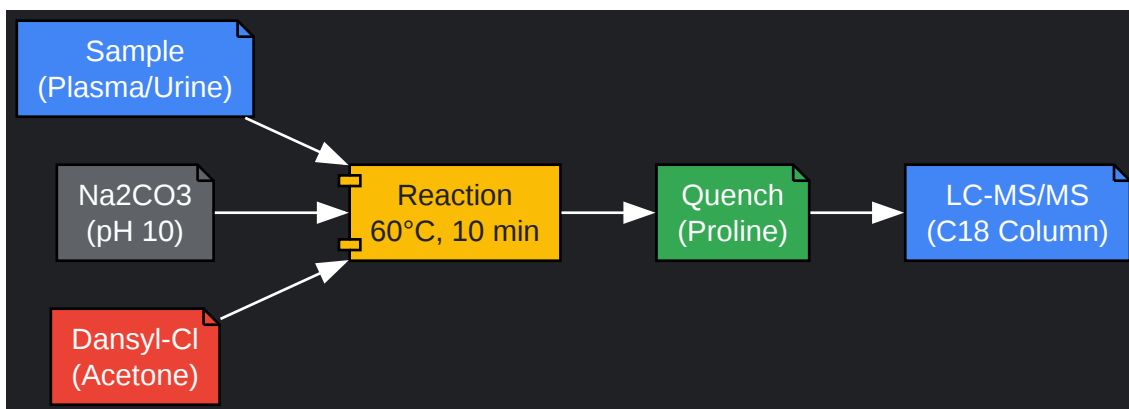 Sample
(Plasma/Urine)
Na2CO3
(pH 10)
Dansyl-Cl
(Acetone)
Reaction
60°C, 10 min
Quench
(Proline)
LC-MS/MS
(C18 Column)